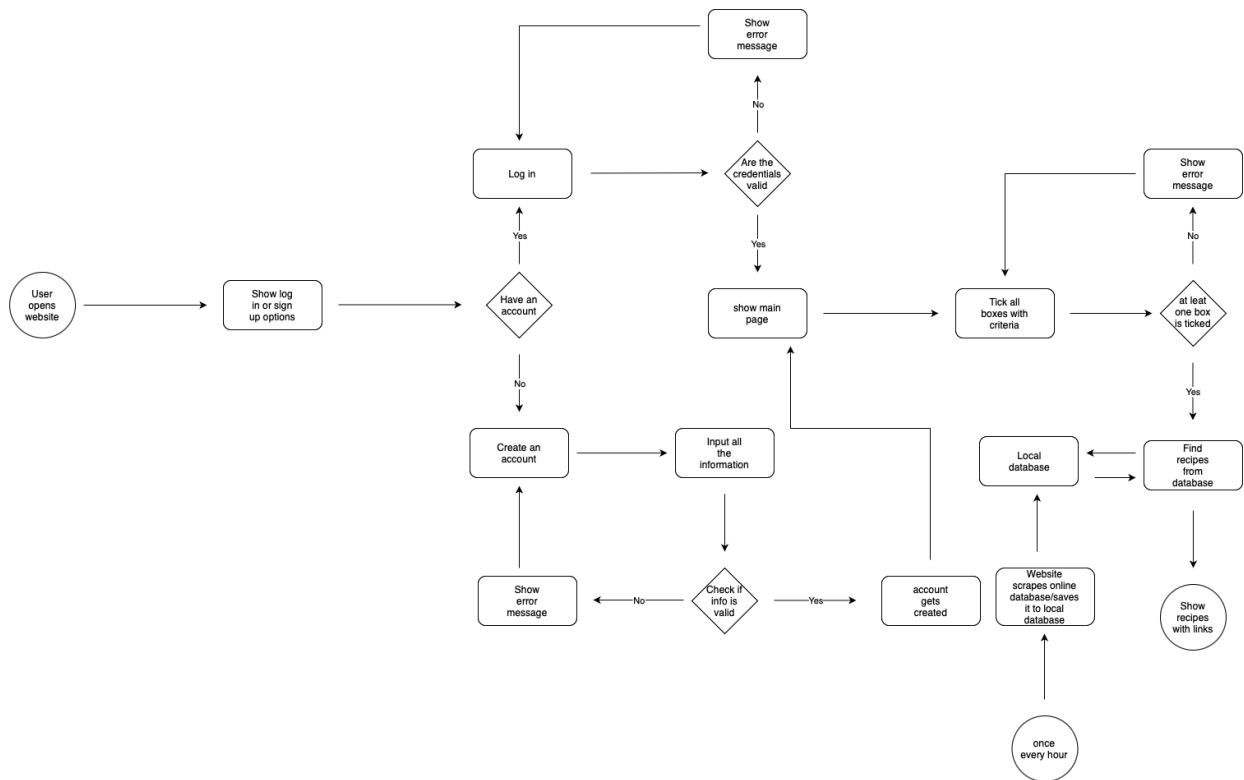 Show
error
message
No
Log in
Are the
credentials
valid
Show
error
message
Yes
Yes
No
User
opens
website
Show log
in or sign
up options
Have an
account
show main
page
Tick all
boxes with
criteria
at leat
one box
is ticked
No
Yes
Create an
account
Input all
the
information
Local
database
Find
recipes
from
database
Show
error
message
No
Check if
info is
valid
Yes
account
gets
created
Website
scrapes online
database/saves
it to local
database
Show
recipes
with links
once
every hour